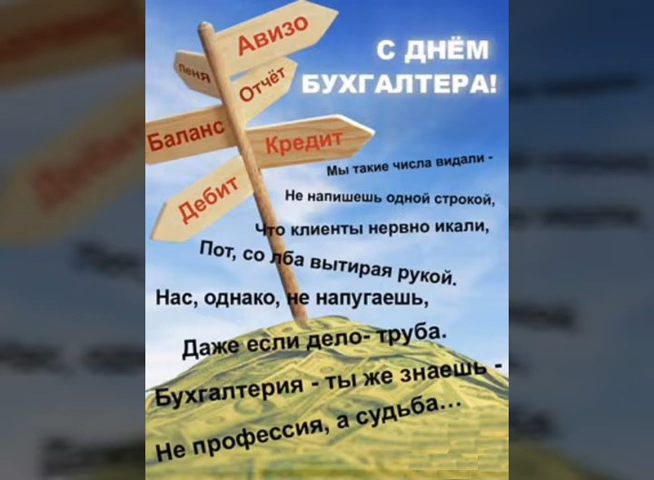 Авизо
Пеня
Отчёт
Баланс
Кредит
Дебит
С ДНЁМ
БУХГАЛТЕРА!
Мы такие числа видали -
Не напишешь одной строкой,
Что клиенты нервно икали,
Пот, со лба вытирая рукой.
Нас, однако, не напугаешь,
Даже если дело- труба.
Бухгалтерия - ты же знаешь -
Не профессия, а судьба...